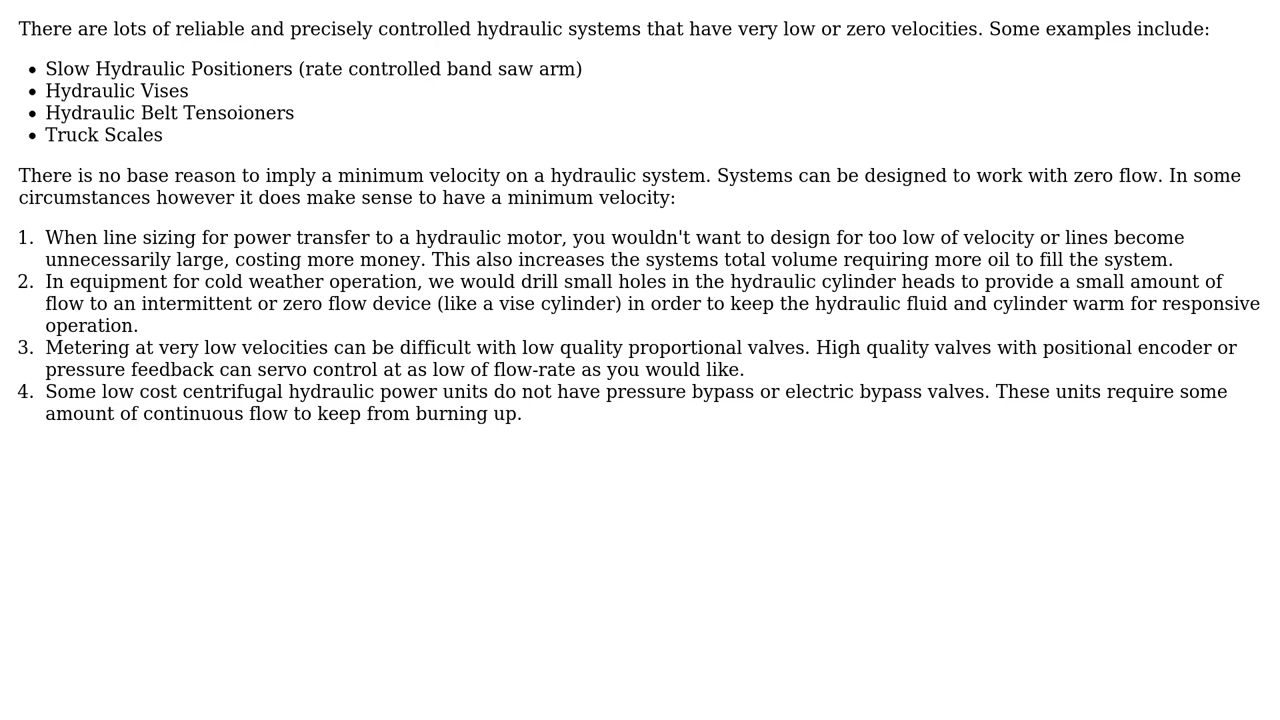 There are lots of reliable and precisely controlled hydraulic systems that have very low or zero velocities. Some examples include:
• Slow Hydraulic Positioners (rate controlled band saw arm)
• Hydraulic Vises
• Hydraulic Belt Tensoioners
• Truck Scales
There is no base reason to imply a minimum velocity on a hydraulic system. Systems can be designed to work with zero flow. In some
circumstances however it does make sense to have a minimum velocity:
1. When line sizing for power transfer to a hydraulic motor, you wouldn't want to design for too low of velocity or lines become
unnecessarily large, costing more money. This also increases the systems total volume requiring more oil to fill the system.
2. In equipment for cold weather operation, we would drill small holes in the hydraulic cylinder heads to provide a small amount of
flow to an intermittent or zero flow device (like a vise cylinder) in order to keep the hydraulic fluid and cylinder warm for responsive
operation.
3. Metering at very low velocities can be difficult with low quality proportional valves. High quality valves with positional encoder or
pressure feedback can servo control at as low of flow-rate as you would like.
4. Some low cost centrifugal hydraulic power units do not have pressure bypass or electric bypass valves. These units require some
amount of continuous flow to keep from burning up.